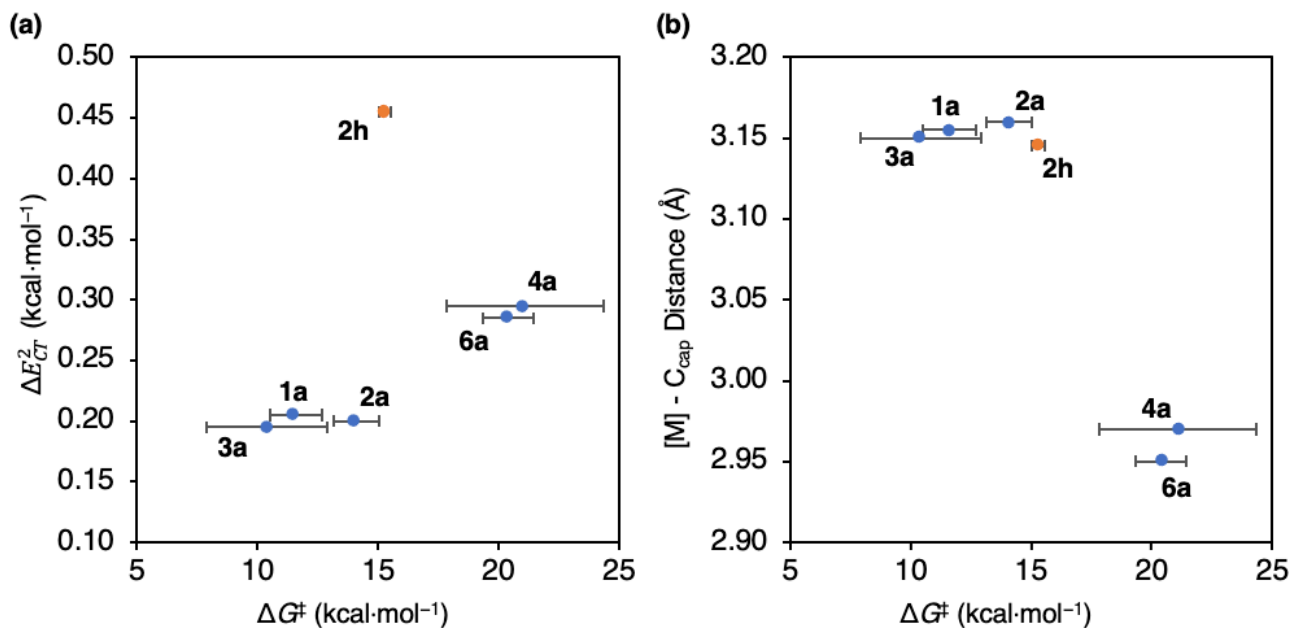 (a)
0.50
0.45
0.40
0.35
0.30
0.25
0.20
0.15
0.10
ΔE²CT (kcal·mol⁻¹)
2h
4a
6a
1a
2a
3a
5 10 15 20 25
ΔG‡ (kcal·mol⁻¹)
(b)
3.20
3.15
3.10
3.05
3.00
2.95
2.90
[M] - Ccap Distance (Å)
1a
2a
3a
2h
4a
6a
5 10 15 20 25
ΔG‡ (kcal·mol⁻¹)